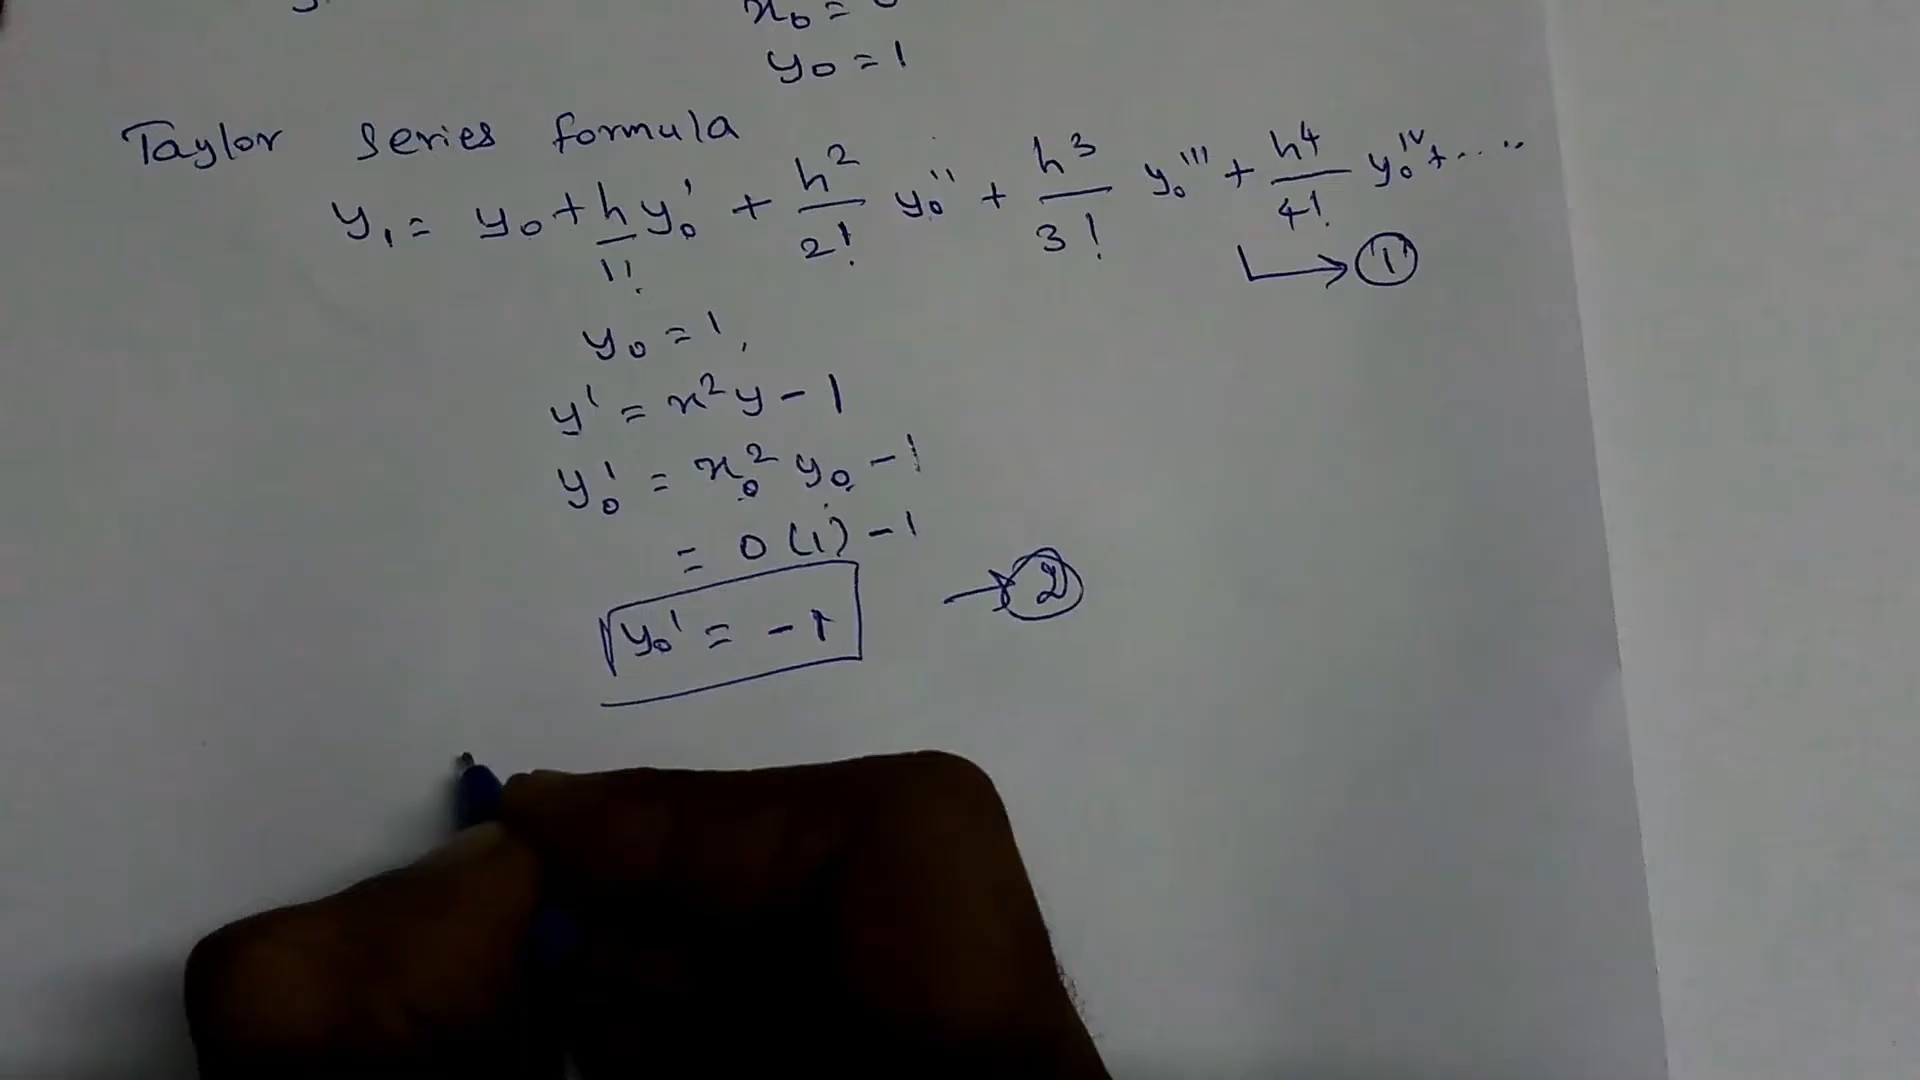 x₀ = 0
y₀ = 1
Taylor series formula
y₁ = y₀ + h/1! y₀' + h²/2! y₀'' + h³/3! y₀''' + h⁴/4! y₀ᴵⱽ + ....
→ ①
y₀ = 1,
y' = x²y - 1
y₀' = x₀² y₀ - 1
= 0 (1) - 1
y₀' = -1 → ②